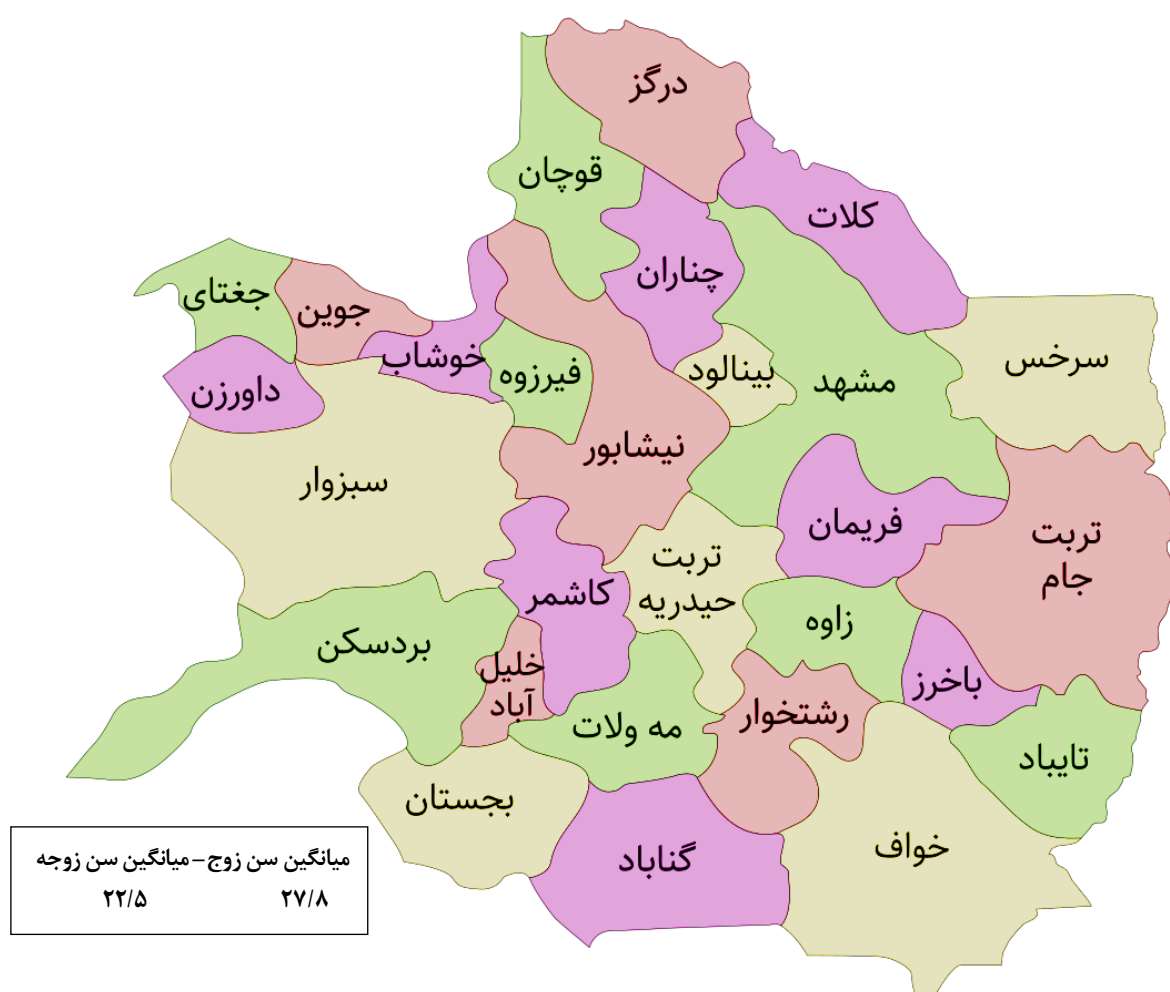 درگز
قوچان
کلات
چناران
جغتای
جوین
خوشاب
فیرزوه
بینالود
مشهد
سرخس
داورزن
نیشابور
سبزوار
فریمان
تربت
جام
تربت
حیدریه
کاشمر
زاوه
بردسکن
خلیل
آباد
باخرز
رشتخوار
مه ولات
تایباد
بجستان
خواف
گناباد
میانگین سن زوج – میانگین سن زوجه
۲۷/۸ ۲۲/۵